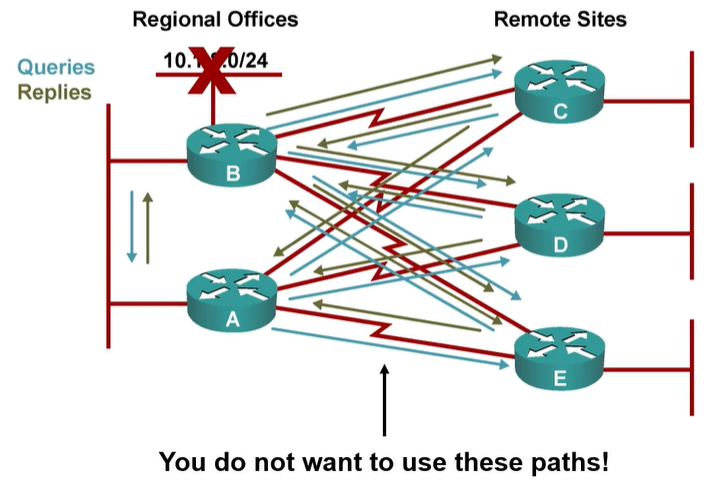 Regional Offices
Remote Sites
Queries
Replies
B
A
C
D
E
You do not want to use these paths!